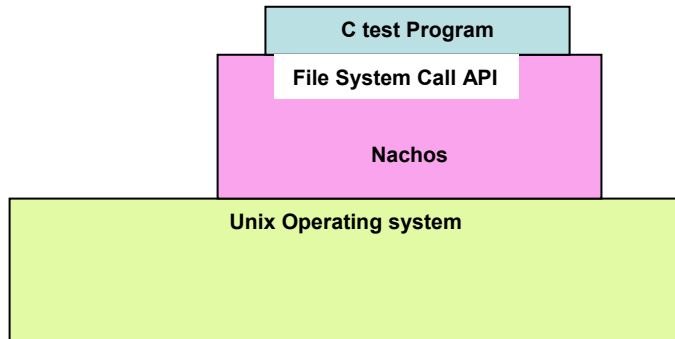 C test Program
File System Call API
Nachos
Unix Operating system